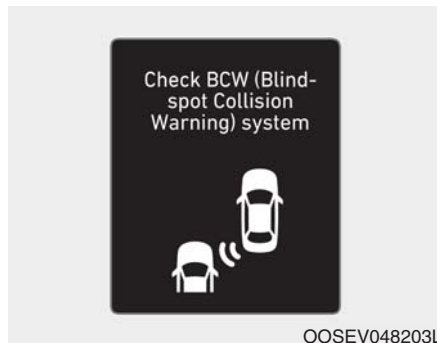 Check BCW (Blind-
spot Collision
Warning) system
OOSEV048203L